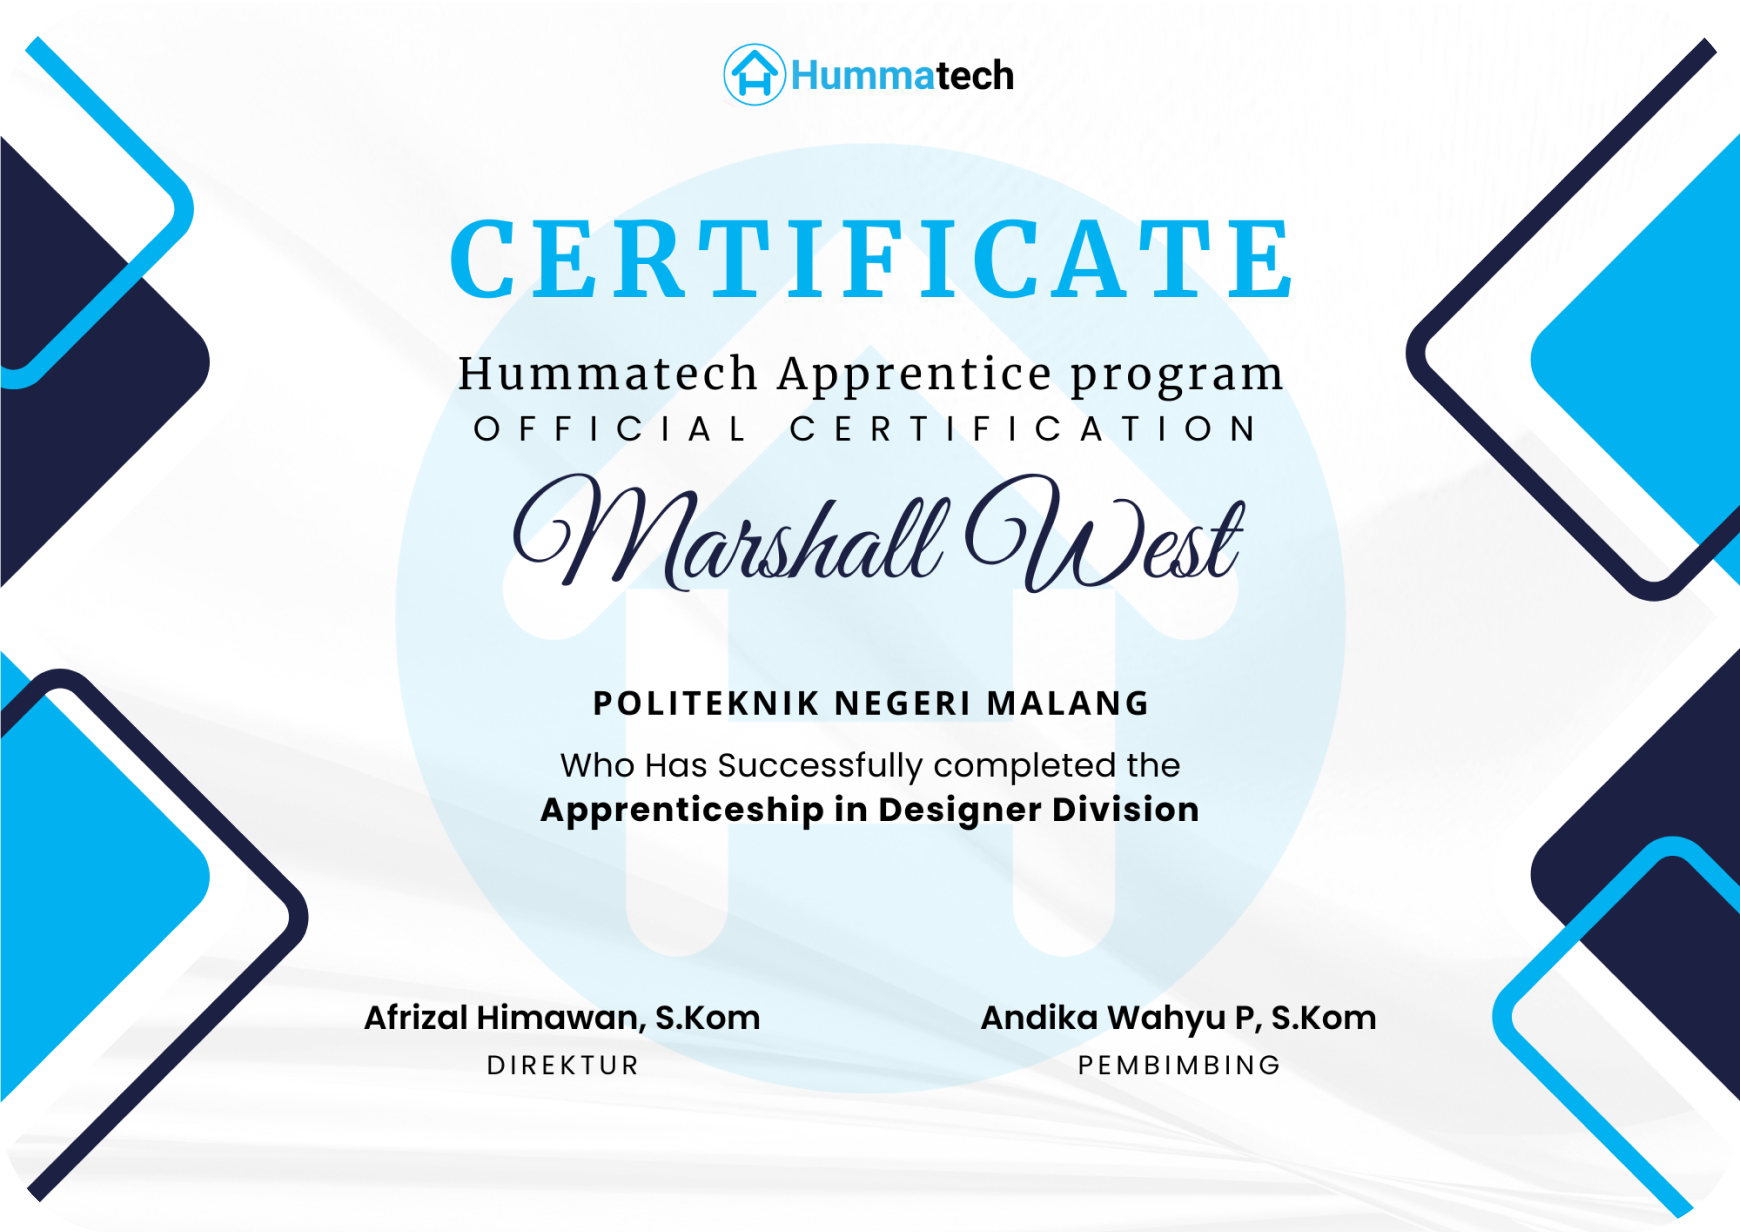 Hummatech
CERTIFICATE
Hummatech Apprentice program
OFFICIAL CERTIFICATION
Marshall West
POLITEKNIK NEGERI MALANG
Who Has Successfully completed the
Apprenticeship in Designer Division
Afrizal Himawan, S.Kom
DIREKTUR
Andika Wahyu P, S.Kom
PEMBIMBING